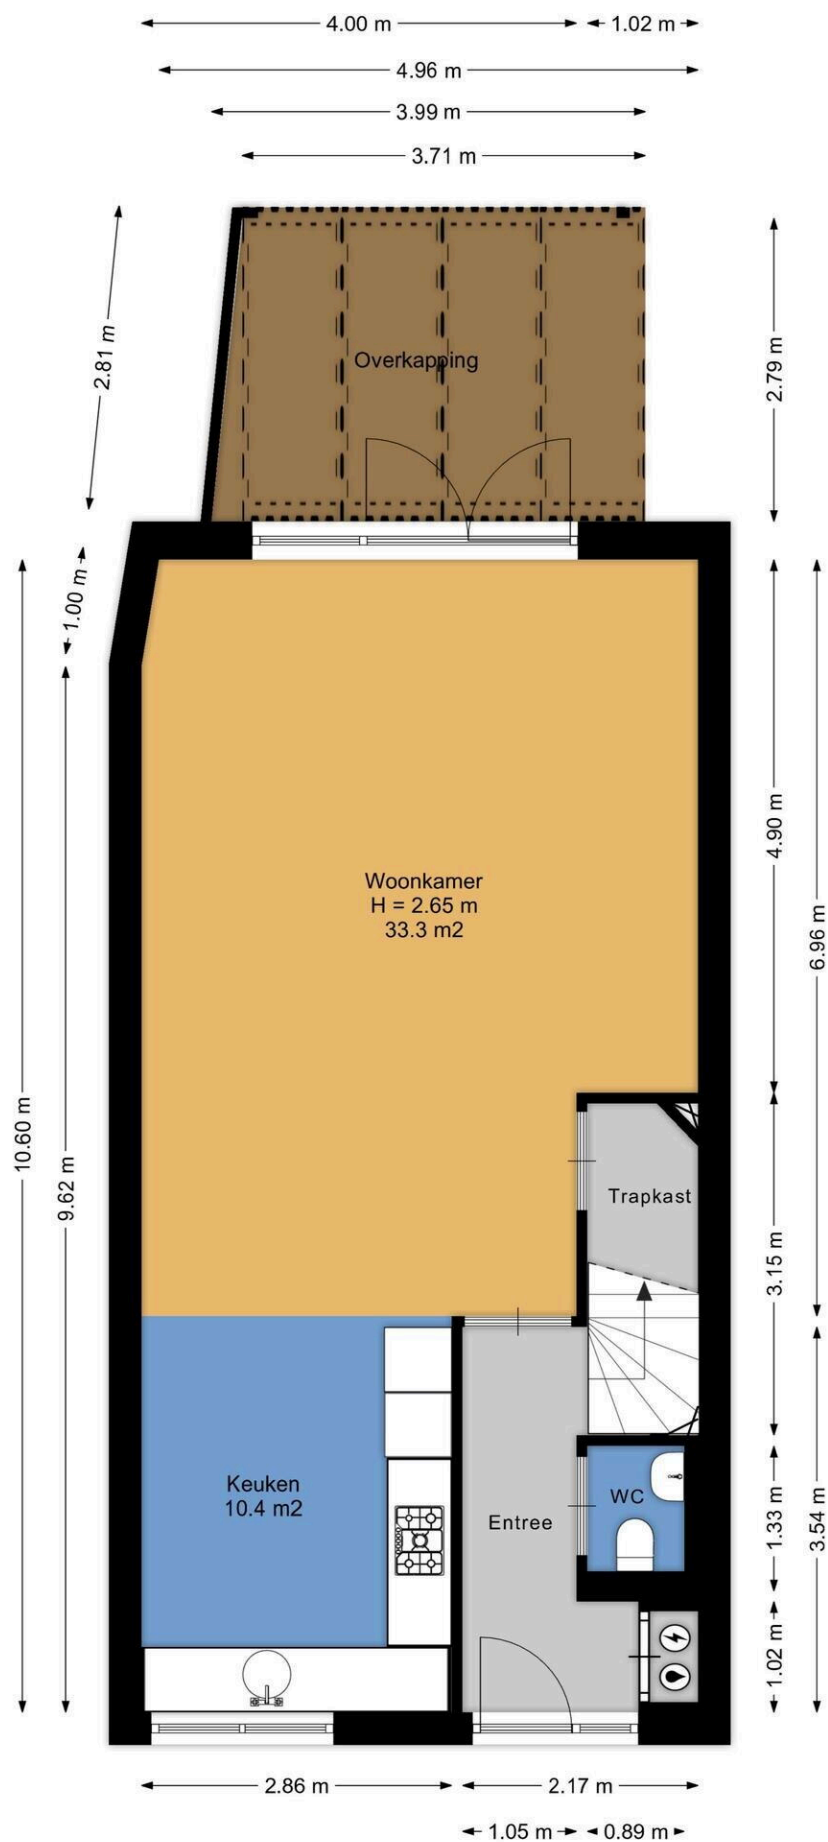 4.00 m
1.02 m
4.96 m
3.99 m
3.71 m
2.81 m
2.79 m
Overkapping
1.00 m
4.90 m
Woonkamer
H = 2.65 m
33.3 m2
6.96 m
10.60 m
9.62 m
Trapkast
3.15 m
Keuken
10.4 m2
WC
Entree
1.33 m
3.54 m
1.02 m
2.86 m
2.17 m
1.05 m
0.89 m